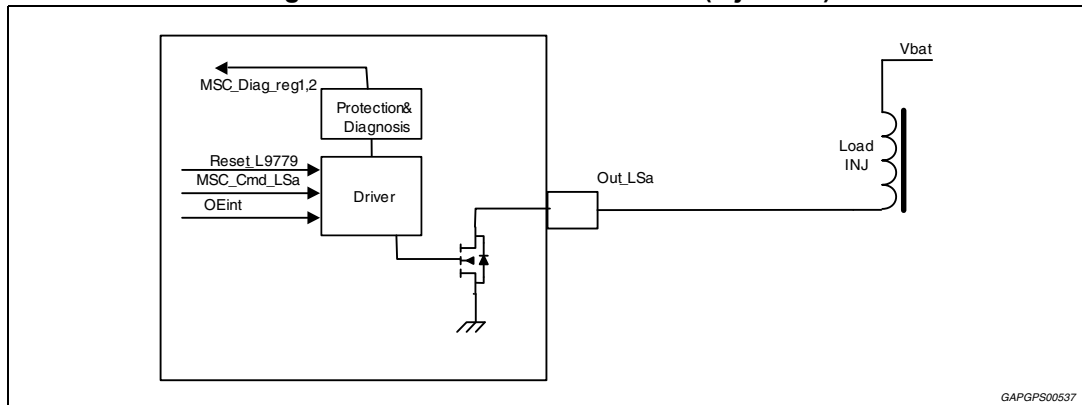 Vbat
MSC_Diag_reg1,2
Protection&
Diagnosis
Load
INJ
Reset_L9779
MSC_Cmd_LSa
OEint
Driver
Out_LSa
GAPGPS00537